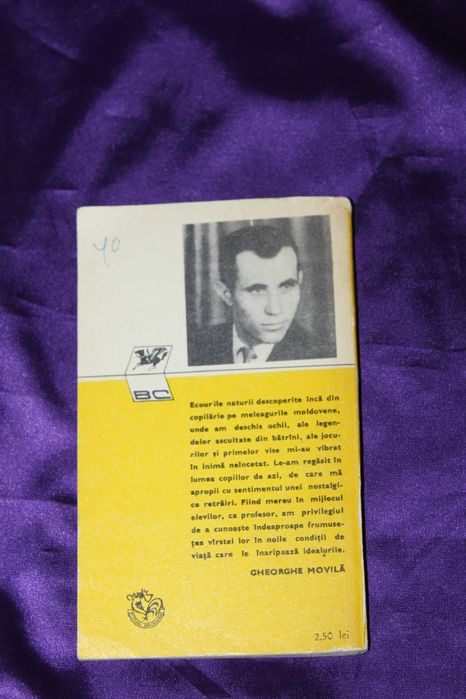 40
BC
Ecourile naturii descoperite încă din
copilărie pe meleagurile moldovene,
unde am deschis ochii, ale legen-
delor ascultate din bătrîni, ale jocu-
rilor și primelor vise mi-au vibrat
în inimă neîncetat. Le-am regăsit în
lumea copiilor de azi, de care mă
apropii cu sentimentul unei nostalgi-
ce retrăiri. Fiind mereu în mijlocul
elevilor, ca profesor, am privilegiul
de a cunoaște îndeaproape frumuse-
țea vîrstei lor în noile condiții de
viață care le înaripează idealurile.
GHEORGHE MOVILĂ
2,50 lei